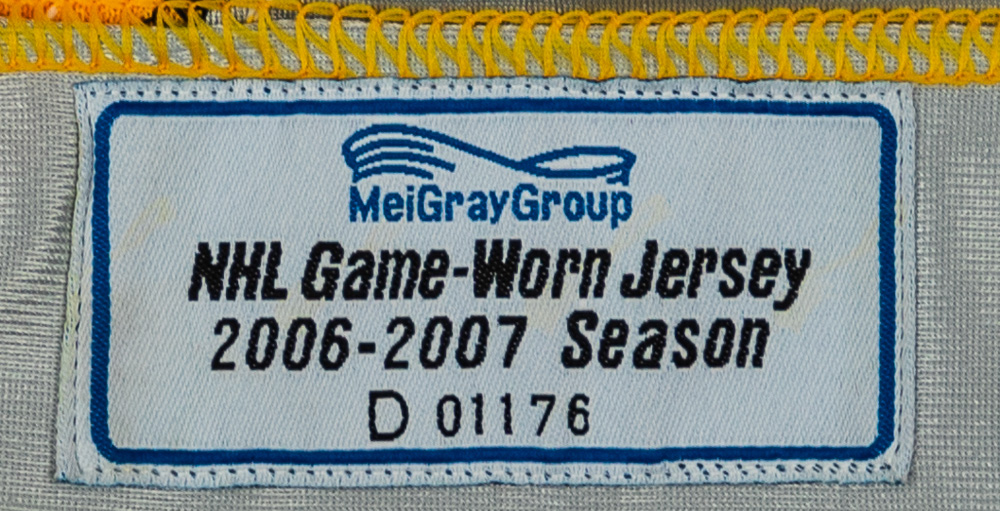 MeiGrayGroup
NHL Game-Worn Jersey
2006-2007 Season
D 01176